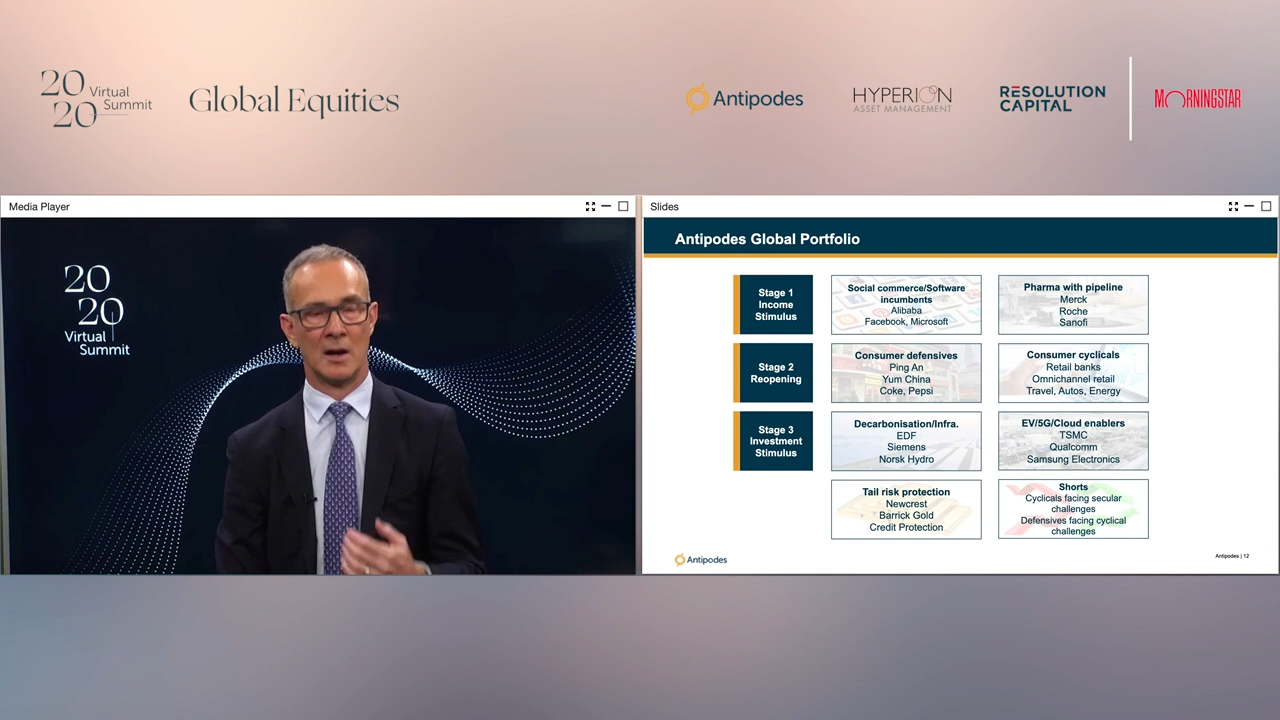 20
20
Virtual
Summit
Global Equities
Antipodes
HYPERION
ASSET MANAGEMENT
RESOLUTION
CAPITAL
MORNINGSTAR
Media Player
20
20
Virtual
Summit
Slides
Antipodes Global Portfolio
Stage 1
Income
Stimulus
Social commerce/Software
incumbents
Alibaba
Facebook, Microsoft
Pharma with pipeline
Merck
Roche
Sanofi
Stage 2
Reopening
Consumer defensives
Ping An
Yum China
Coke, Pepsi
Consumer cyclicals
Retail banks
Omnichannel retail
Travel, Autos, Energy
Stage 3
Investment
Stimulus
Decarbonisation/Infra.
EDF
Siemens
Norsk Hydro
EV/5G/Cloud enablers
TSMC
Qualcomm
Samsung Electronics
Tail risk protection
Newcrest
Barrick Gold
Credit Protection
Shorts
Cyclicals facing secular
challenges
Defensives facing cyclical
challenges
Antipodes
Antipodes | 12